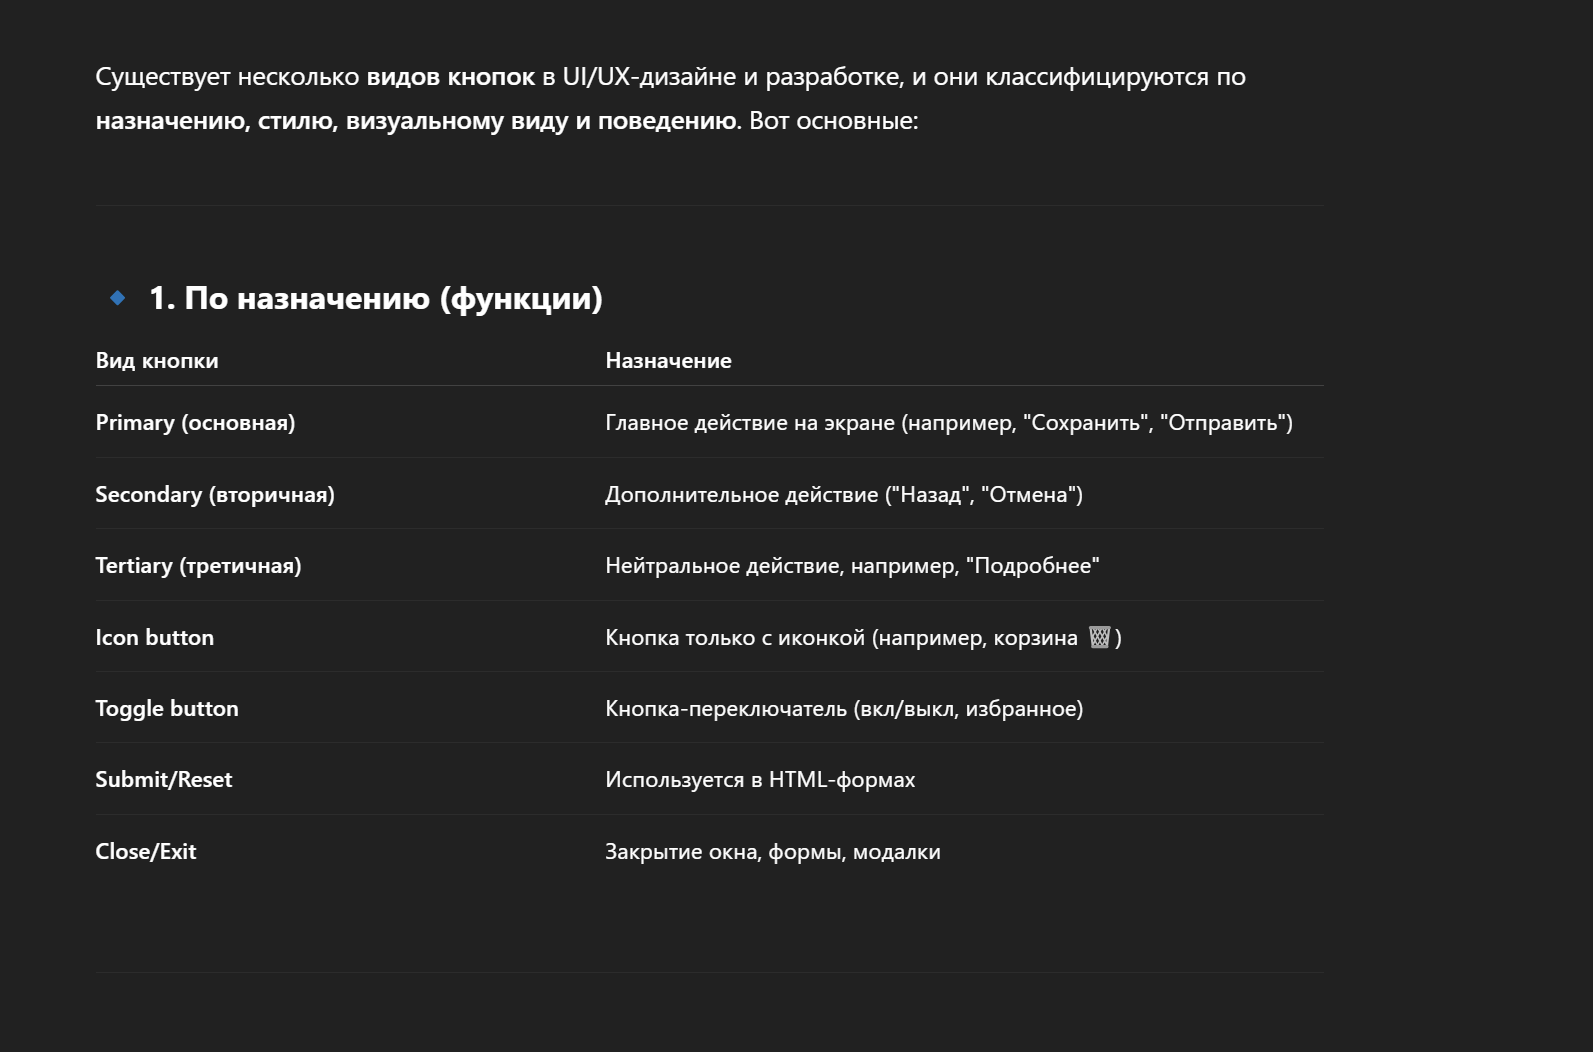 Существует несколько видов кнопок в UI/UX-дизайне и разработке, и они классифицируются по
назначению, стилю, визуальному виду и поведению. Вот основные:
1. По назначению (функции)
Вид кнопки Назначение
Primary (основная) Главное действие на экране (например, "Сохранить", "Отправить")
Secondary (вторичная) Дополнительное действие ("Назад", "Отмена")
Tertiary (третичная) Нейтральное действие, например, "Подробнее"
Icon button Кнопка только с иконкой (например, корзина 🗑)
Toggle button Кнопка-переключатель (вкл/выкл, избранное)
Submit/Reset Используется в HTML-формах
Close/Exit Закрытие окна, формы, модалки